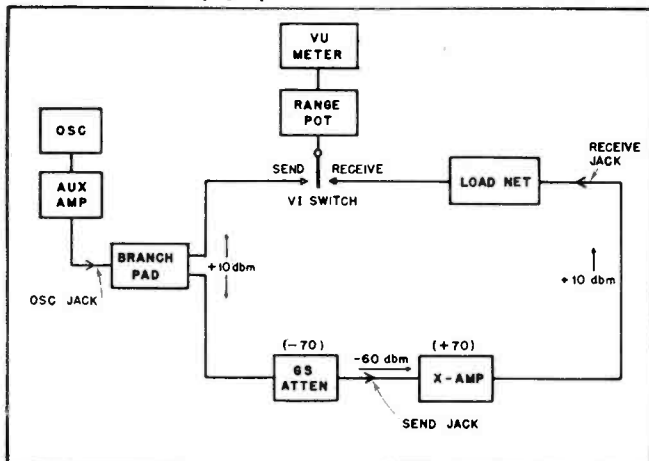 VU
METER
RANGE
POT
OSC
AUX
AMP
SEND
RECEIVE
VI SWITCH
LOAD NET
RECEIVE
JACK
BRANCH
PAD
+10 dbm
OSC JACK
+10 dbm
(-70)
GS
ATTEN
-60 dbm
(+70)
X-AMP
SEND JACK